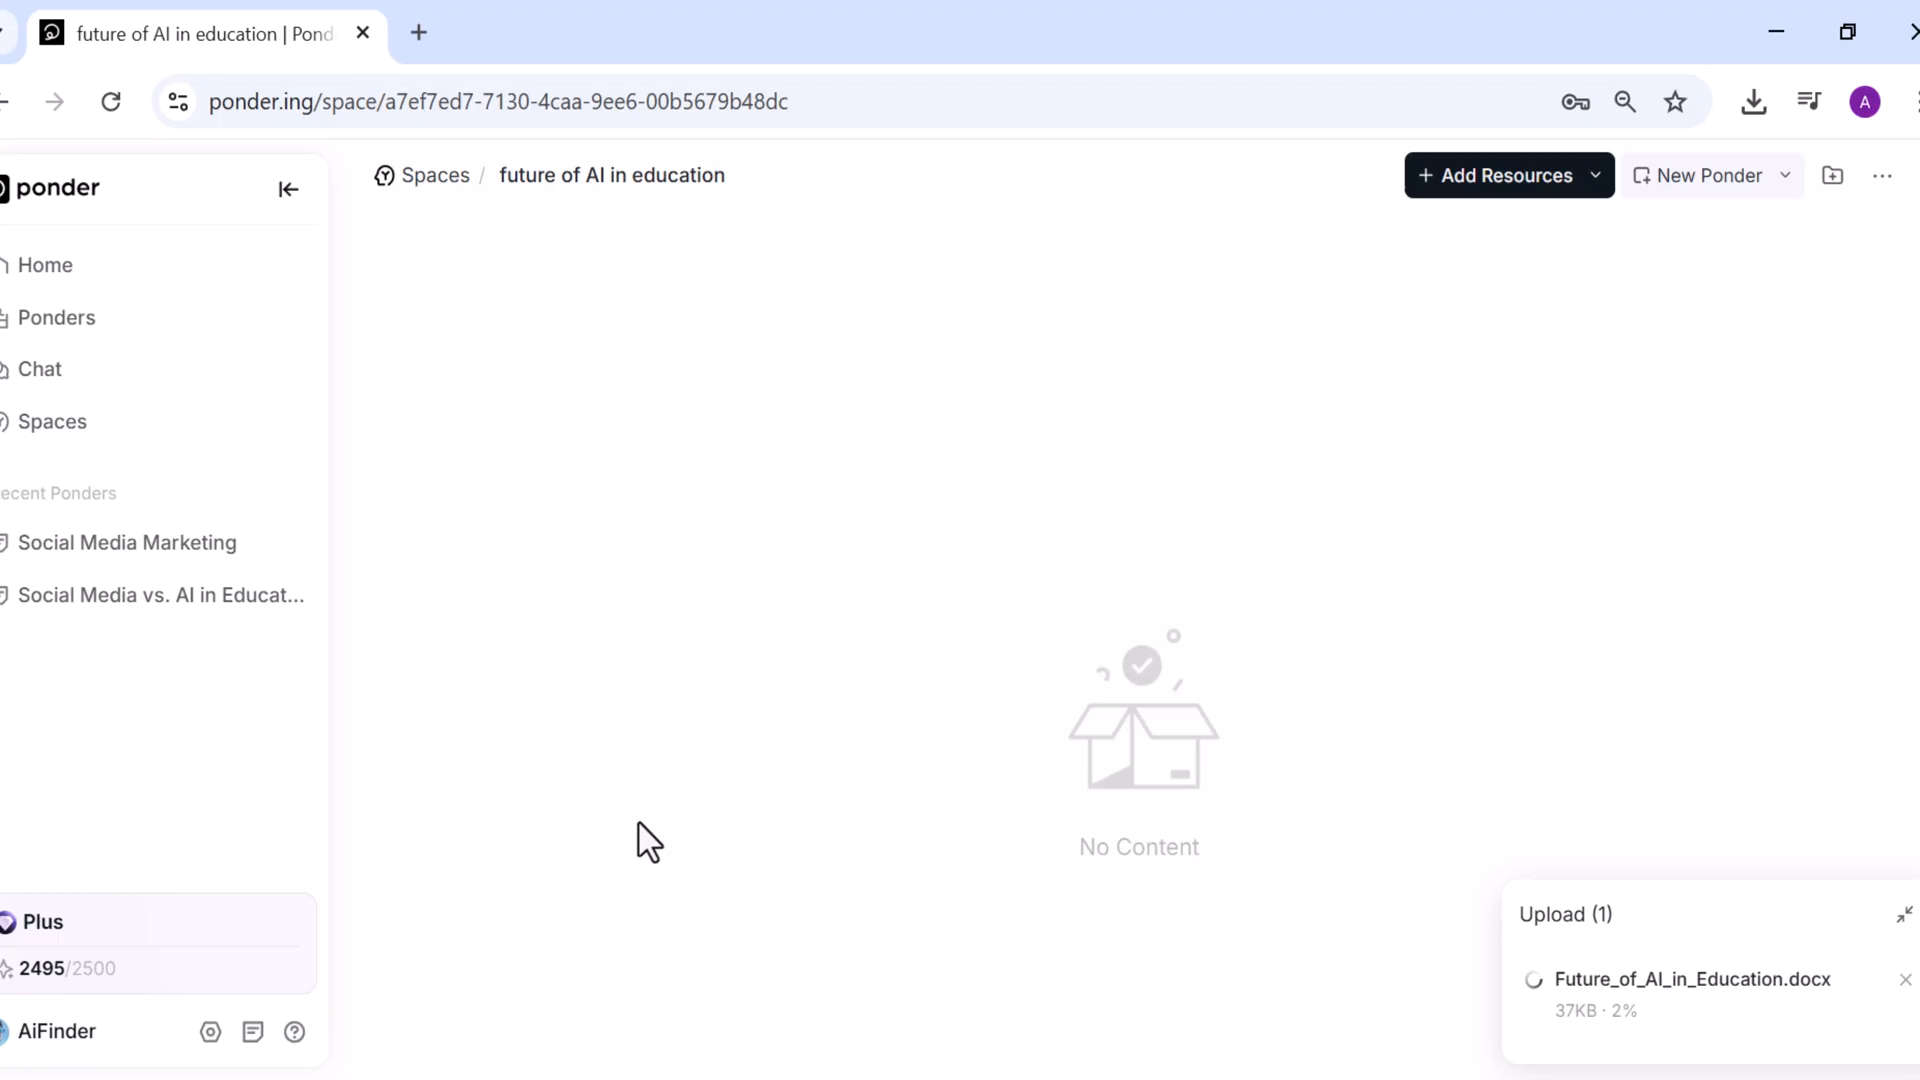 future of AI in education | Pond
ponder.ing/space/a7ef7ed7-7130-4caa-9ee6-00b5679b48dc
A
ponder
Spaces / future of AI in education
+ Add Resources
New Ponder
Home
Ponders
Chat
Spaces
ecent Ponders
Social Media Marketing
Social Media vs. AI in Educat...
No Content
Plus
2495/2500
AiFinder
Upload (1)
Future_of_AI_in_Education.docx
37KB · 2%